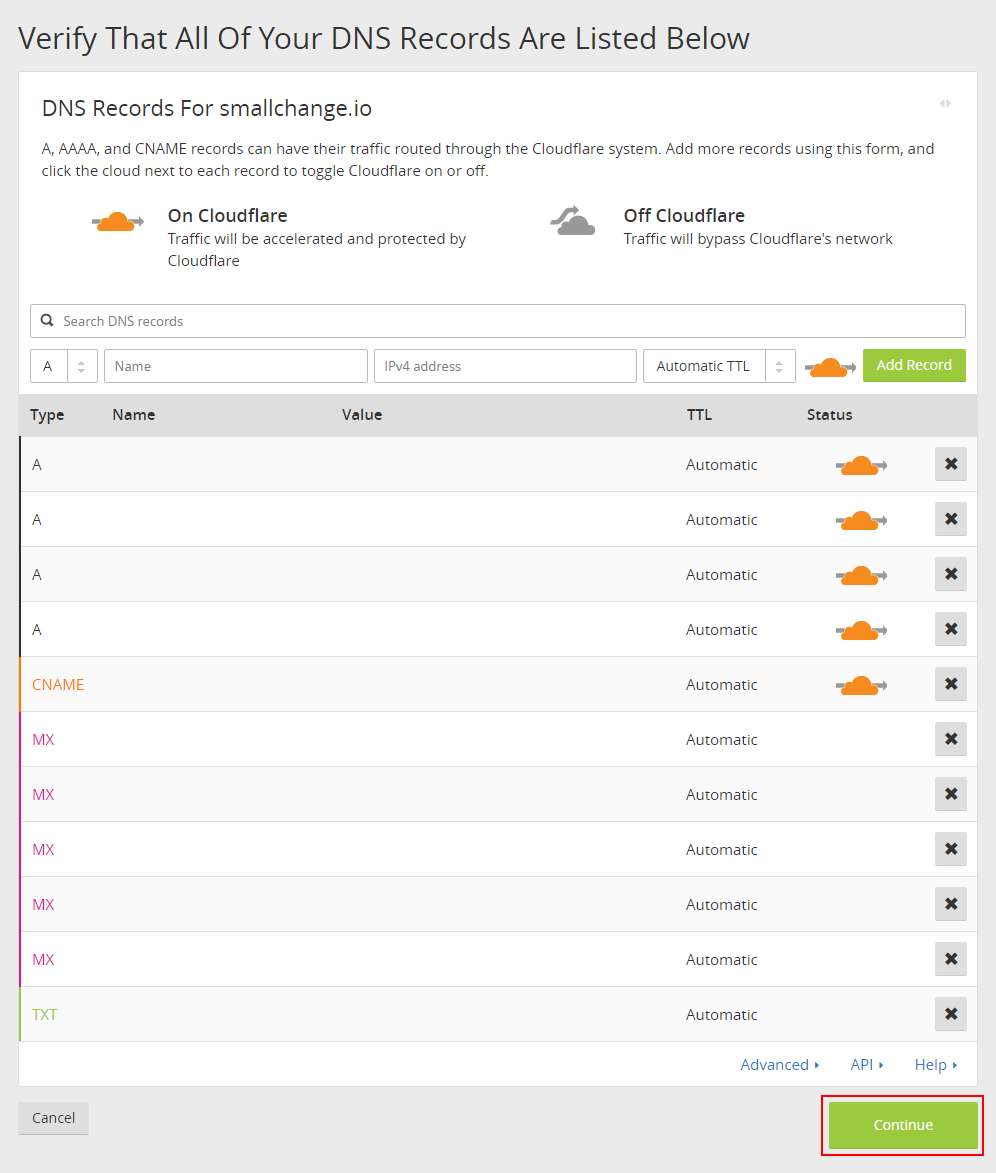 Verify That All Of Your DNS Records Are Listed Below
DNS Records For smallchange.io
A, AAAA, and CNAME records can have their traffic routed through the Cloudflare system. Add more records using this form, and
click the cloud next to each record to toggle Cloudflare on or off.
On Cloudflare
Traffic will be accelerated and protected by
Cloudflare
Off Cloudflare
Traffic will bypass Cloudflare's network
Search DNS records
A Name IPv4 address Automatic TTL Add Record
Type Name Value TTL Status
A Automatic
A Automatic
A Automatic
A Automatic
CNAME Automatic
MX Automatic
MX Automatic
MX Automatic
MX Automatic
MX Automatic
TXT Automatic
Advanced API Help
Cancel Continue